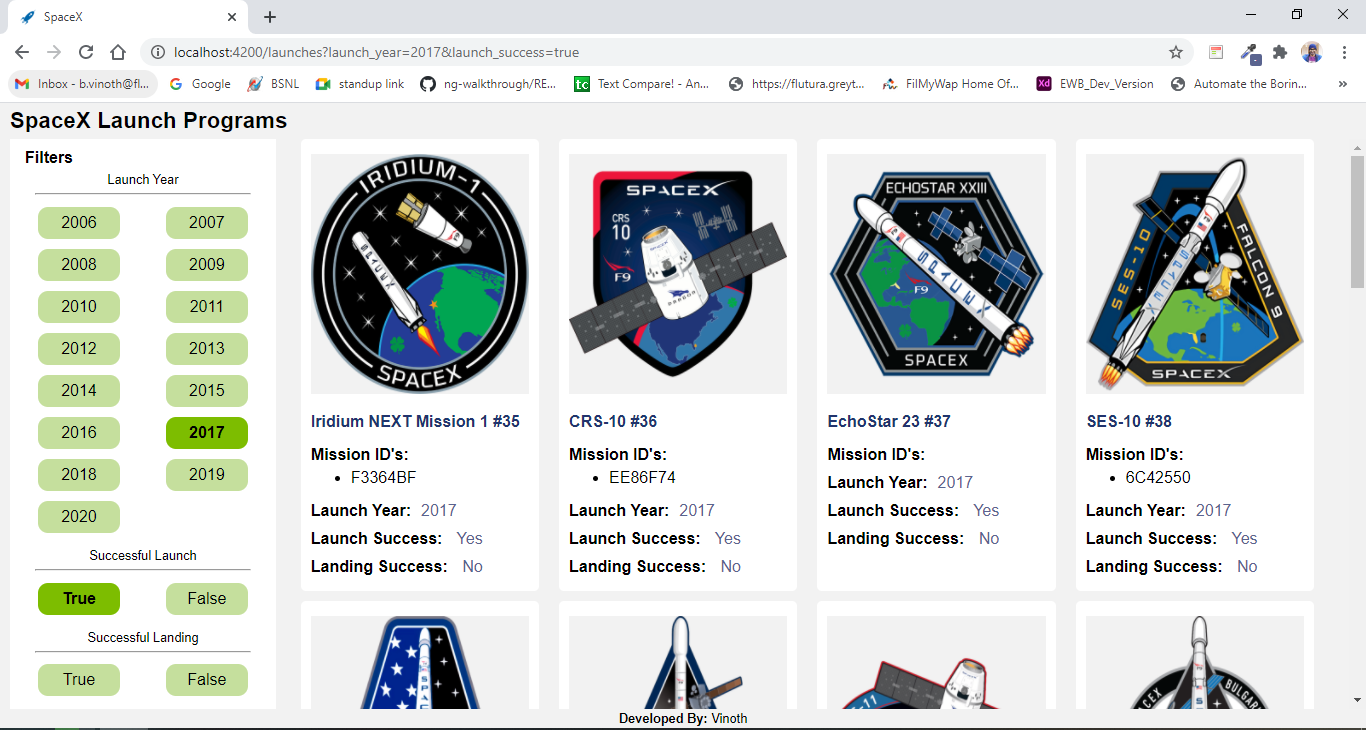 SpaceX
localhost:4200/launches?launch_year=2017&launch_success=true
Inbox - b.vinoth@fl...
Google
BSNL
standup link
ng-walkthrough/RE...
Text Compare! - An...
https://flutura.greyt...
FilMyWap Home Of...
EWB_Dev_Version
Automate the Borin...
»
SpaceX Launch Programs
Filters
Launch Year
2006 2007
2008 2009
2010 2011
2012 2013
2014 2015
2016 2017
2018 2019
2020
Successful Launch
True False
Successful Landing
True False
IRIDIUM-1
SPACEX
F9
SPACEX
Iridium NEXT Mission 1 #35
Mission ID's:
• F3364BF
Launch Year: 2017
Launch Success: Yes
Landing Success: No
SPACEX
CRS
10
F9
DRAGON
CRS-10 #36
Mission ID's:
• EE86F74
Launch Year: 2017
Launch Success: Yes
Landing Success: No
ECHOSTAR XXIII
SPACEX
F9
SPACEX
EchoStar 23 #37
Mission ID's:
Launch Year: 2017
Launch Success: Yes
Landing Success: No
SES-10
FALCON 9
SPACEX
SPACEX
SES-10 #38
Mission ID's:
• 6C42550
Launch Year: 2017
Launch Success: Yes
Landing Success: No
Developed By: Vinoth